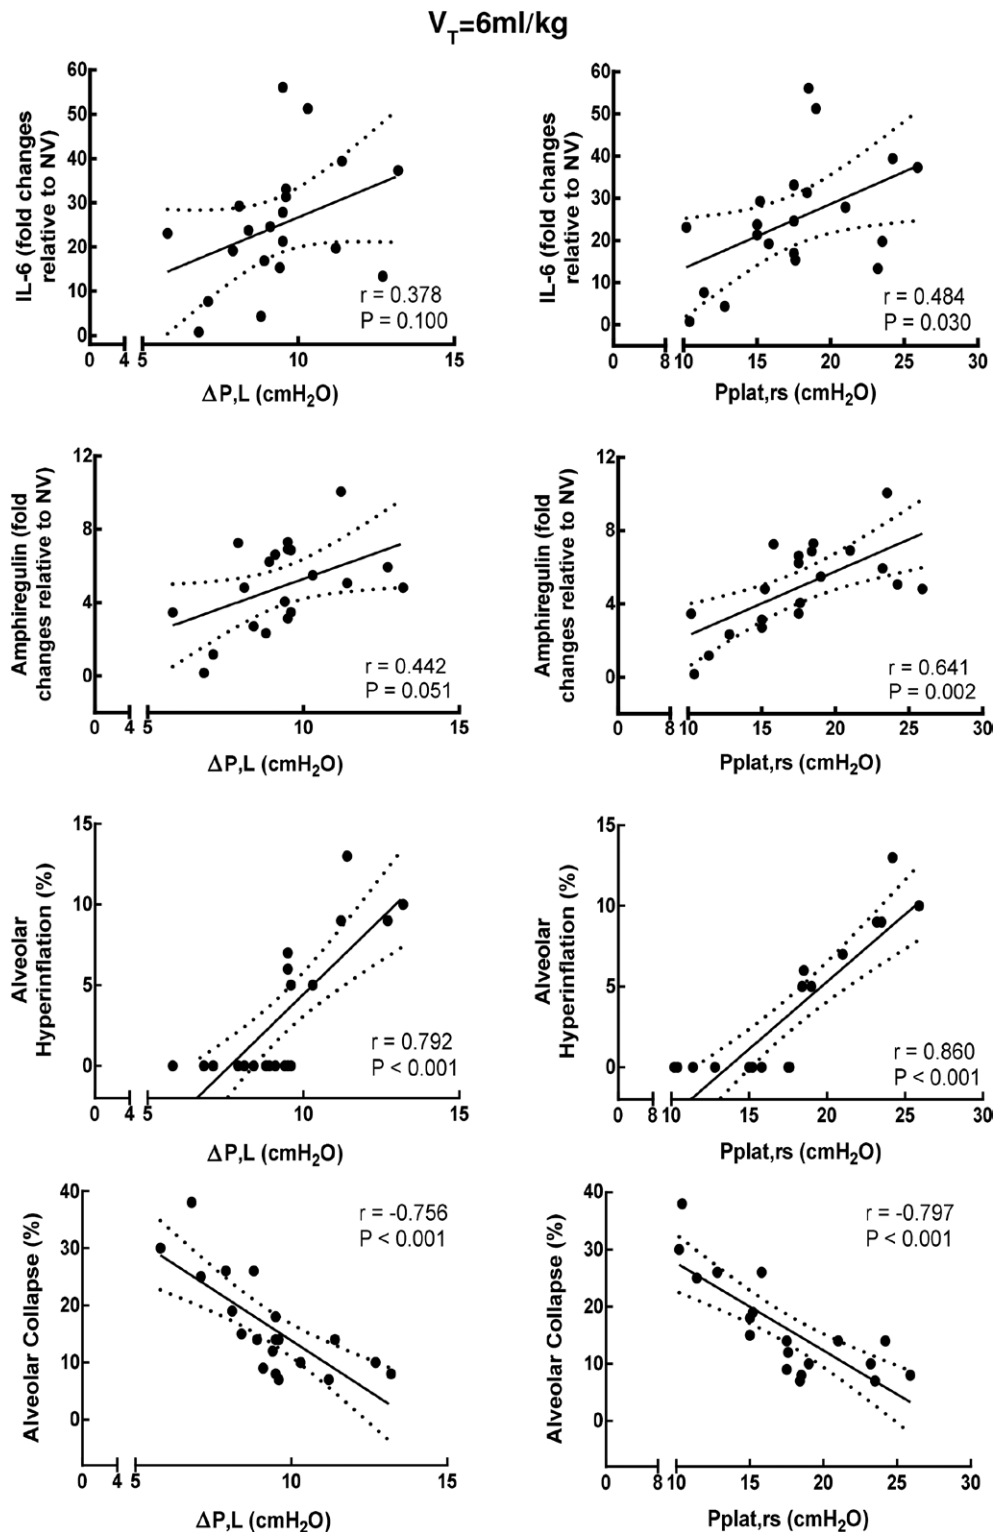 V_T=6ml/kg
IL-6 (fold changes
relative to NV)
60
50
40
30
20
10
0
r = 0.378
P = 0.100
0 4 5 10 15
ΔP,L (cmH₂O)
IL-6 (fold changes
relative to NV)
60
50
40
30
20
10
0
r = 0.484
P = 0.030
0 8 10 15 20 25 30
Pplat,rs (cmH₂O)
Amphiregulin (fold
changes relative to NV)
12
8
4
0
r = 0.442
P = 0.051
0 4 5 10 15
ΔP,L (cmH₂O)
Amphiregulin (fold
changes relative to NV)
12
8
4
0
r = 0.641
P = 0.002
0 8 10 15 20 25 30
Pplat,rs (cmH₂O)
Alveolar
Hyperinflation (%)
15
10
5
0
r = 0.792
P < 0.001
0 4 5 10 15
ΔP,L (cmH₂O)
Alveolar
Hyperinflation (%)
15
10
5
0
r = 0.860
P < 0.001
0 8 10 15 20 25 30
Pplat,rs (cmH₂O)
Alveolar Collapse (%)
40
30
20
10
0
r = -0.756
P < 0.001
0 4 5 10 15
ΔP,L (cmH₂O)
Alveolar Collapse (%)
40
30
20
10
0
r = -0.797
P < 0.001
0 8 10 15 20 25 30
Pplat,rs (cmH₂O)